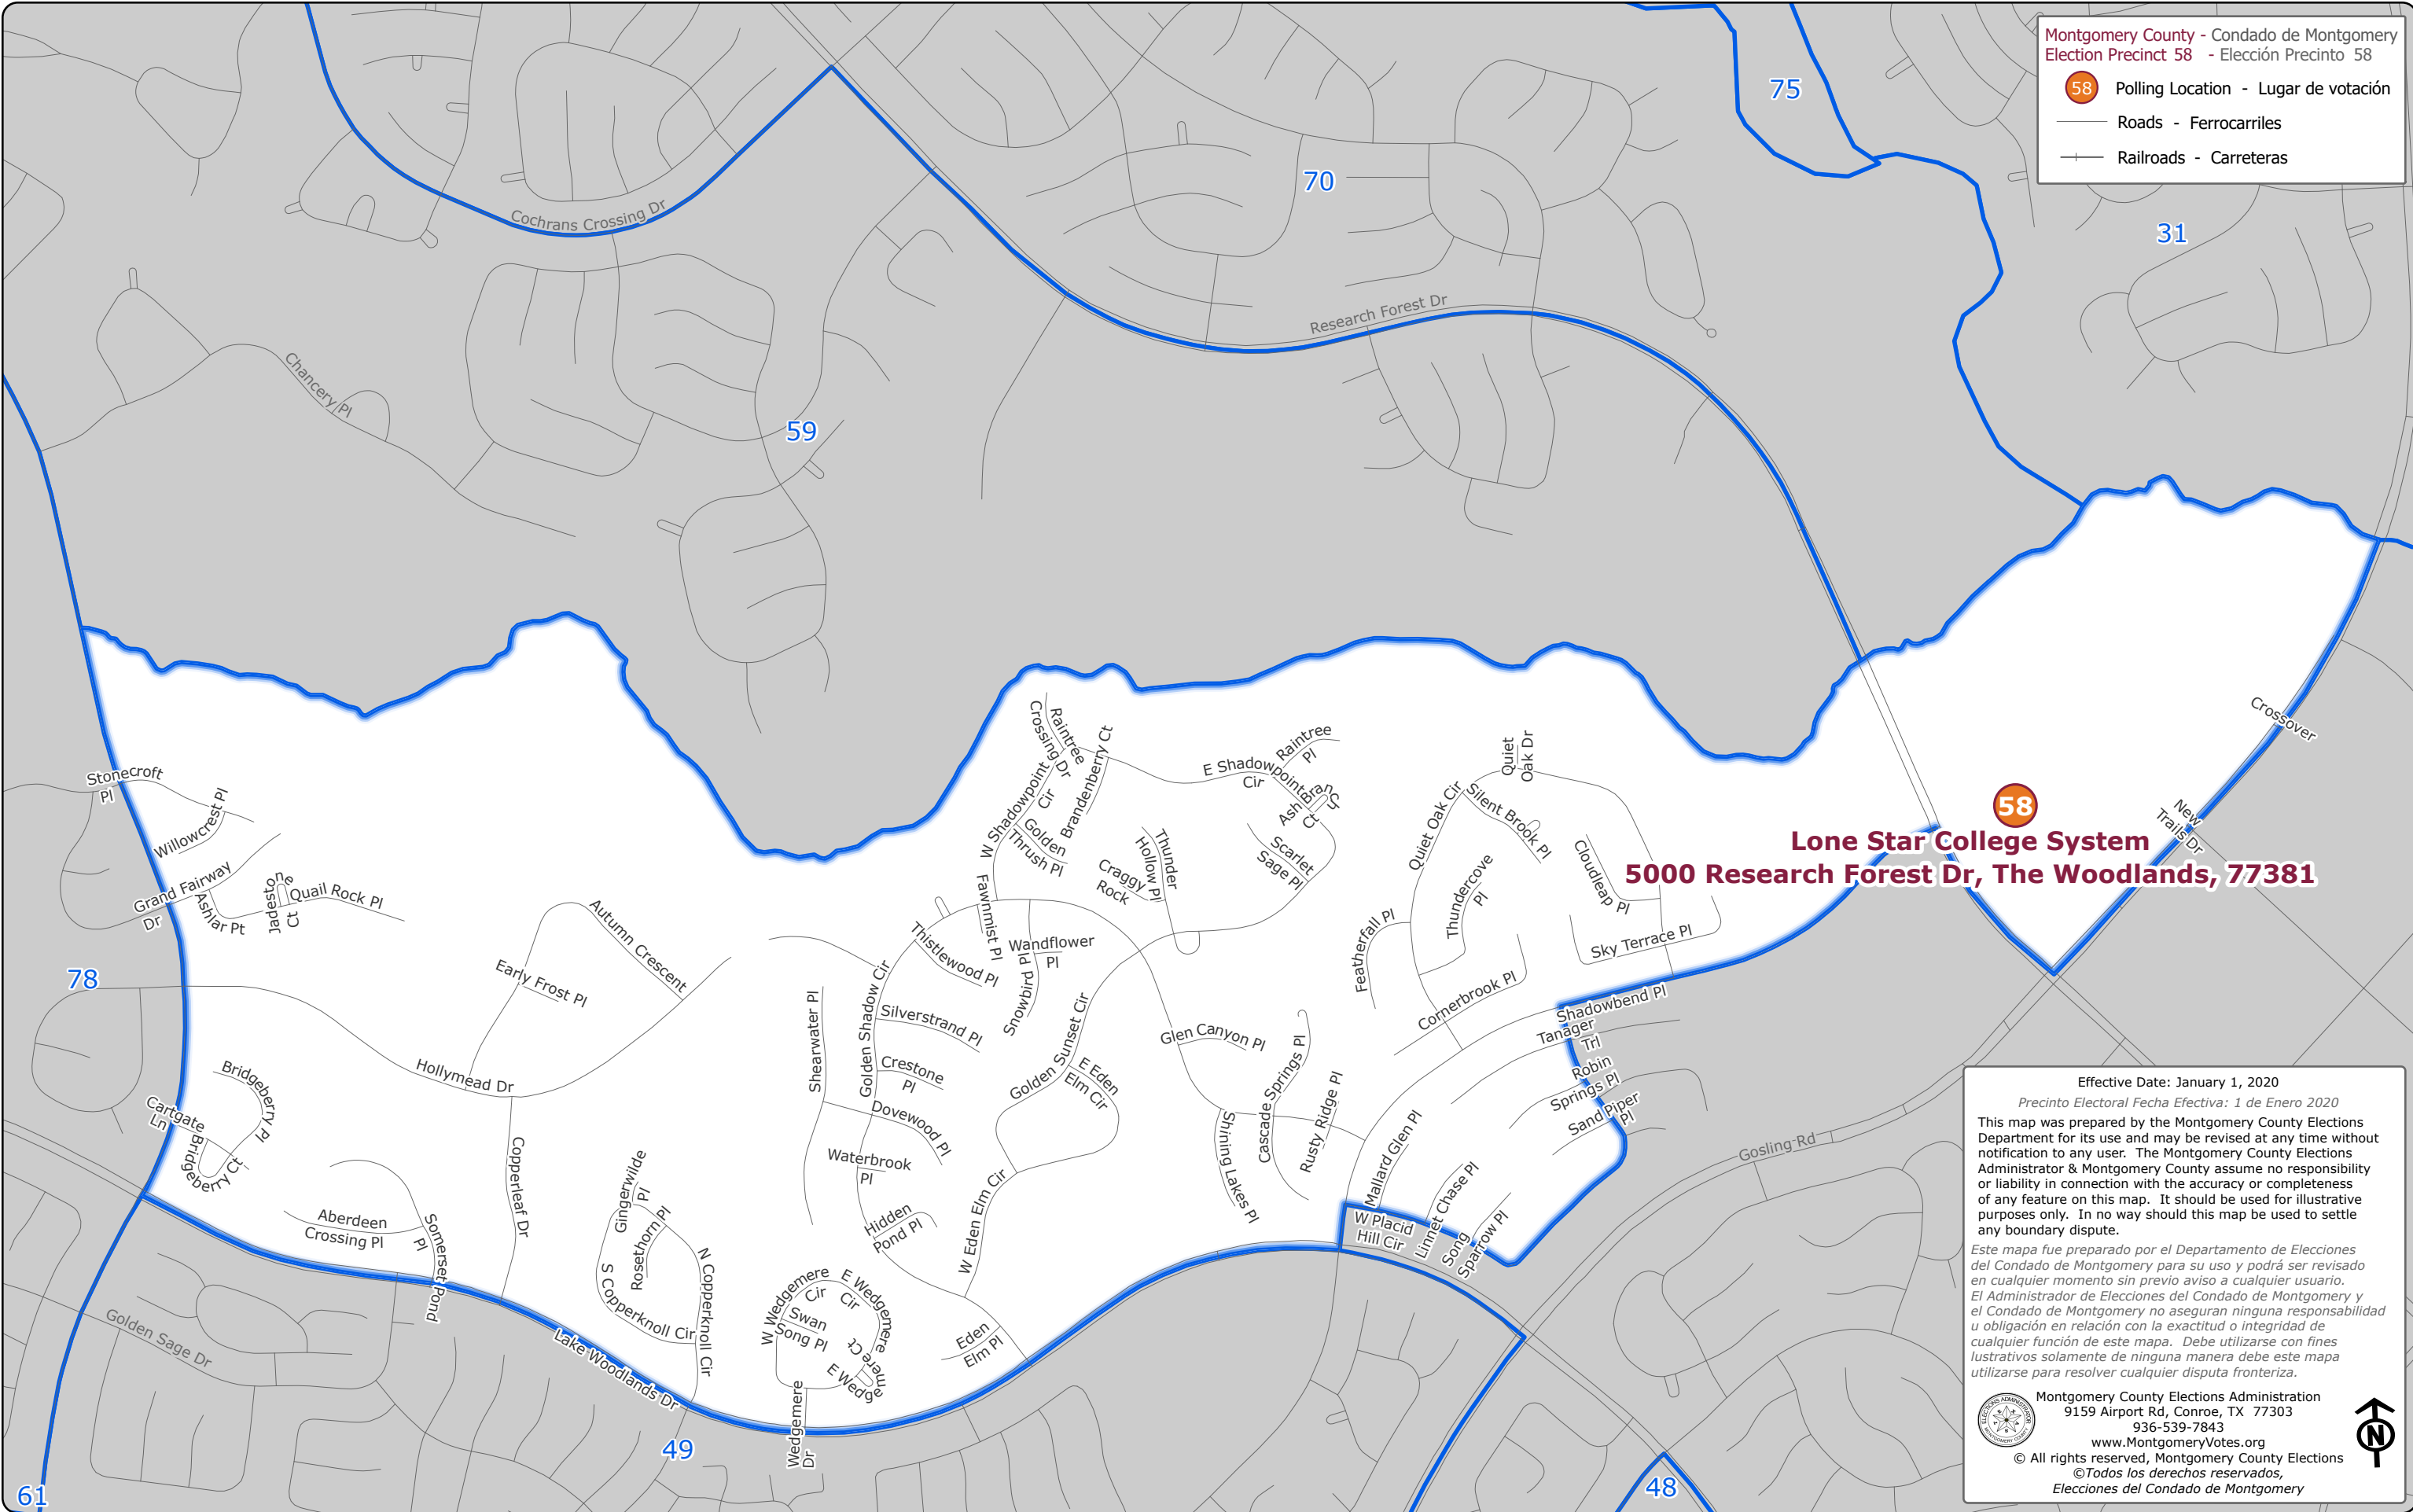 Montgomery County - Condado de Montgomery
Election Precinct 58 - Elección Precinto 58
58 Polling Location - Lugar de votación
Roads - Ferrocarriles
Railroads - Carreteras
75
70
31
Cochrans Crossing Dr
Research Forest Dr
Chancery Pl
59
Stonecroft
Pl
Willowcrest Pl
Grand Fairway
Dr
Ashlar Pt
Jadestone
Ct
Quail Rock Pl
Autumn Crescent
Early Frost Pl
78
Hollymead Dr
Bridgeberry Pl
Cartgate
Ln
Bridgeberry Ct
Aberdeen
Crossing Pl
Somerset Pond
Pl
Copperleaf Dr
Gingerwilde
Pl
Rosethorn Pl
S Copperknoll Cir
N Copperknoll Cir
Golden Sage Dr
Lake Woodlands Dr
61
49
48
Raintree
Crossing Dr
W Shadowpoint
Cir
Brandenberry Ct
Golden
Thrush Pl
Fawnmist Pl
Craggy
Rock
Thunder
Hollow Pl
E Shadowpoint
Cir
Raintree
Pl
Ash Branch
Ct
Scarlet
Sage Pl
Quiet
Oak Dr
Quiet Oak Cir
Silent Brook Pl
Thundercove
Pl
Cloudleap Pl
Featherfall Pl
Sky Terrace Pl
Cornerbrook Pl
Thistlewood Pl
Wandflower
Pl
Snowbird Pl
Golden Shadow Cir
Shearwater Pl
Silverstrand Pl
Crestone
Pl
Dovewood Pl
Waterbrook
Pl
Hidden
Pond Pl
Golden Sunset Cir
E Eden
Elm Cir
W Eden Elm Cir
Eden
Elm Pl
W Wedgemere
Cir
E Wedgemere
Cir
Swan
Song Pl
E Wedgemere Ct
Wedgemere
Dr
Glen Canyon Pl
Cascade Springs Pl
Shining Lakes Pl
Rusty Ridge Pl
Mallard Glen Pl
W Placid
Hill Cir
Linnet Chase Pl
Song
Sparrow Pl
Shadowbend Pl
Tanager
Trl
Robin
Springs Pl
Sand Piper
Pl
Gosling Rd
Crossover
New
Trails Dr
58
Lone Star College System
5000 Research Forest Dr, The Woodlands, 77381
Effective Date: January 1, 2020
Precinto Electoral Fecha Efectiva: 1 de Enero 2020
This map was prepared by the Montgomery County Elections
Department for its use and may be revised at any time without
notification to any user. The Montgomery County Elections
Administrator & Montgomery County assume no responsibility
or liability in connection with the accuracy or completeness
of any feature on this map. It should be used for illustrative
purposes only. In no way should this map be used to settle
any boundary dispute.
Este mapa fue preparado por el Departamento de Elecciones
del Condado de Montgomery para su uso y podrá ser revisado
en cualquier momento sin previo aviso a cualquier usuario.
El Administrador de Elecciones del Condado de Montgomery y
el Condado de Montgomery no aseguran ninguna responsabilidad
u obligación en relación con la exactitud o integridad de
cualquier función de este mapa. Debe utilizarse con fines
lustrativos solamente de ninguna manera debe este mapa
utilizarse para resolver cualquier disputa fronteriza.
ELECTIONS ADMINISTRATOR
MONTGOMERY COUNTY
Montgomery County Elections Administration
9159 Airport Rd, Conroe, TX 77303
936-539-7843
www.MontgomeryVotes.org
© All rights reserved, Montgomery County Elections
©Todos los derechos reservados,
Elecciones del Condado de Montgomery
N